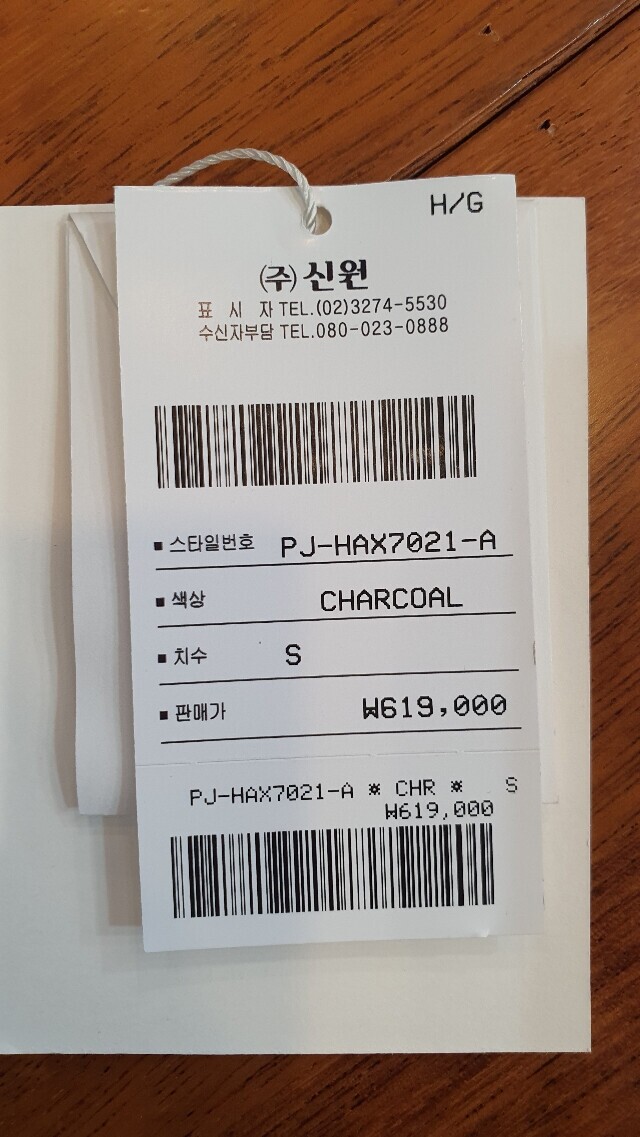 H/G
(주)신원
표 시 자 TEL.(02)3274-5530
수신자부담 TEL.080-023-0888
■ 스타일번호 PJ-HAX7021-A
■ 색상 CHARCOAL
■ 치수 S
■ 판매가 ₩619,000
PJ-HAX7021-A * CHR * S
₩619,000